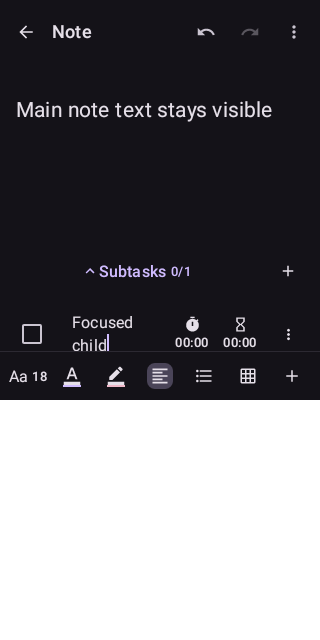 Note
Main note text stays visible
Subtasks 0/1
Focused
child
00:00 00:00
Aa 18 A